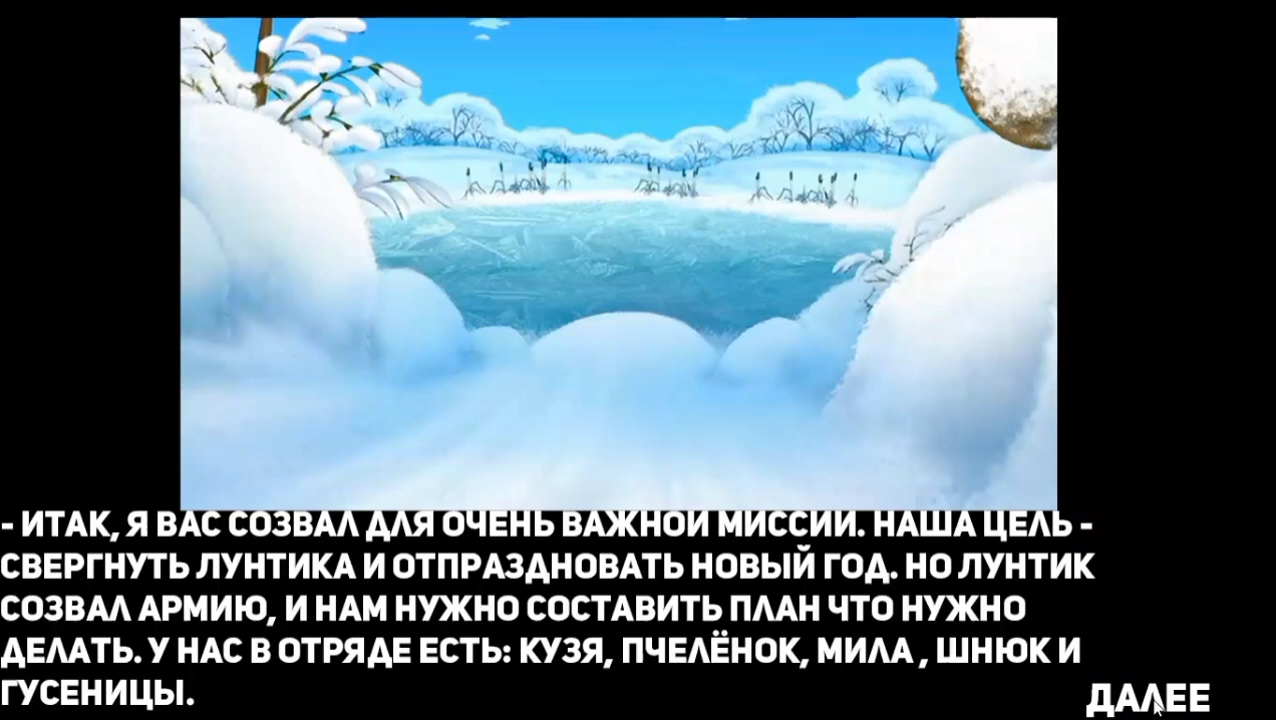 - ИТАК, Я ВАС СОЗВАЛ ДЛЯ ОЧЕНЬ ВАЖНОЙ МИССИИ. НАША ЦЕЛЬ -
СВЕРГНУТЬ ЛУНТИКА И ОТПРАЗДНОВАТЬ НОВЫЙ ГОД. НО ЛУНТИК
СОЗВАЛ АРМИЮ, И НАМ НУЖНО СОСТАВИТЬ ПЛАН ЧТО НУЖНО
ДЕЛАТЬ. У НАС В ОТРЯДЕ ЕСТЬ: КУЗЯ, ПЧЕЛЁНОК, МИЛА , ШНЮК И
ГУСЕНИЦЫ.
ДАЛЕЕ